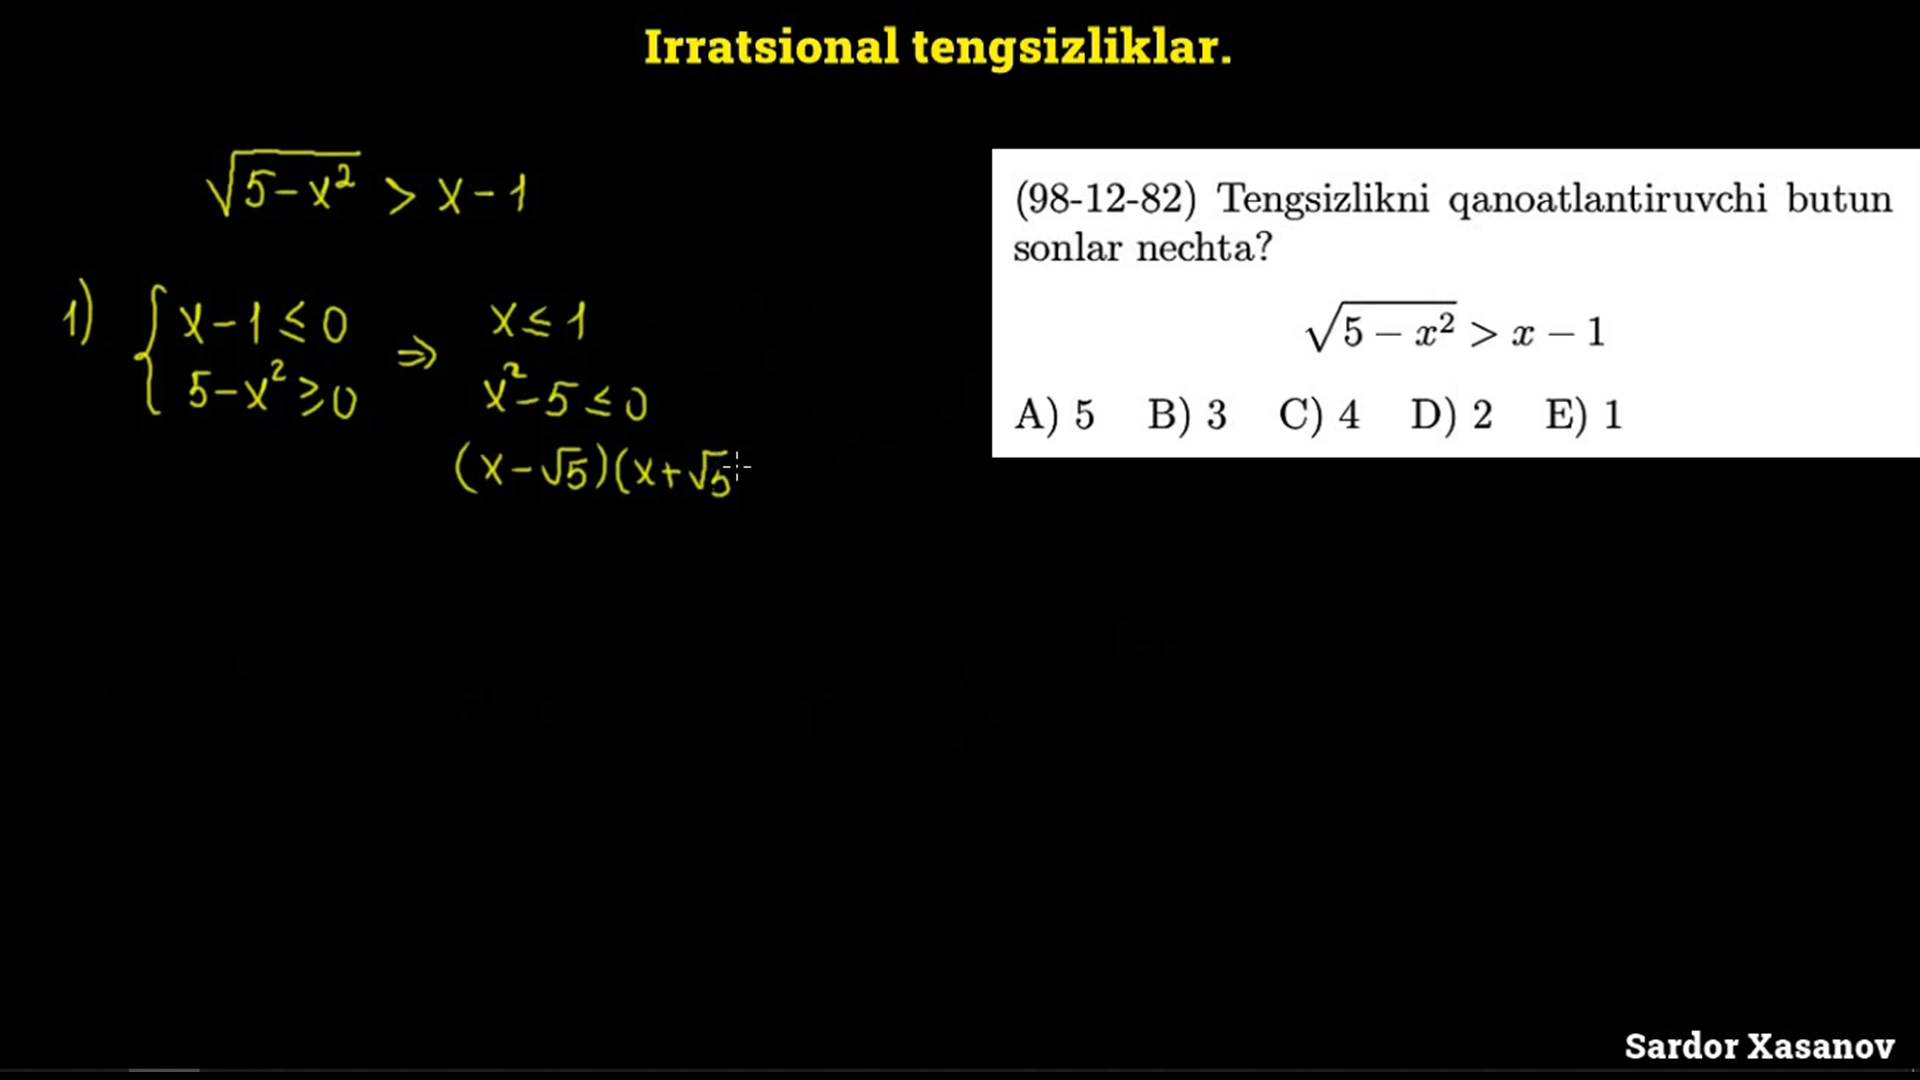 Irratsional tengsizliklar.
√(5-x²) > x-1
1) { x-1≤0 ⇒ x≤1
5-x²≥0 x²-5≤0
(x-√5)(x+√5
(98-12-82) Tengsizlikni qanoatlantiruvchi butun
sonlar nechta?
√(5 − x²) > x − 1
A) 5 B) 3 C) 4 D) 2 E) 1
Sardor Xasanov